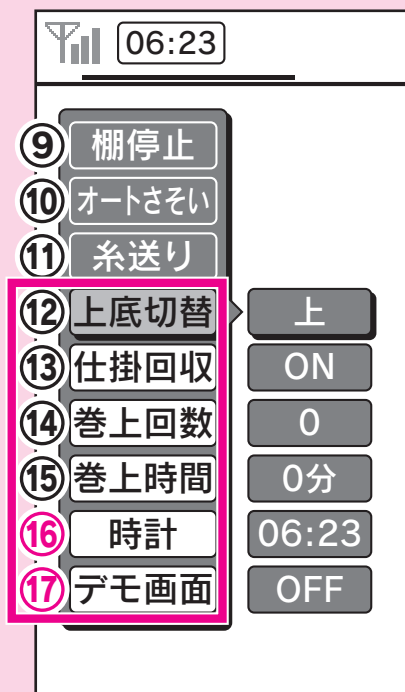 06:23
⑨ 棚停止
⑩ オートさそい
⑪ 糸送り
⑫ 上底切替 上
⑬ 仕掛回収 ON
⑭ 巻上回数 0
⑮ 巻上時間 0分
⑯ 時計 06:23
⑰ デモ画面 OFF